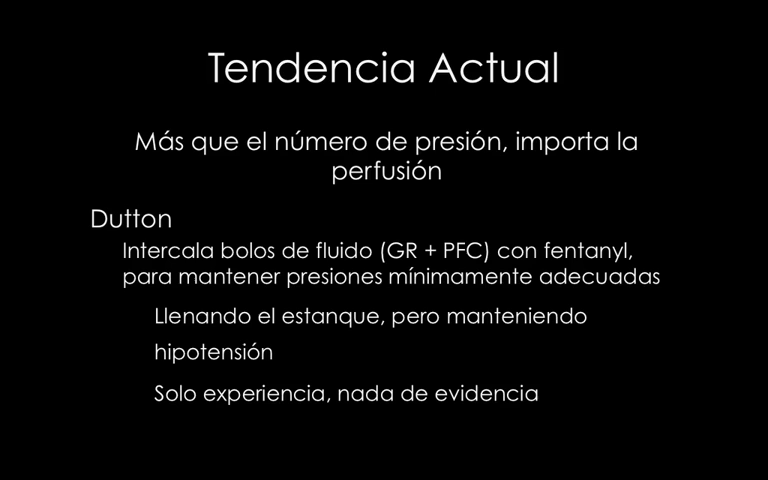 Tendencia Actual
Más que el número de presión, importa la
perfusión
Dutton
Intercala bolos de fluido (GR + PFC) con fentanyl,
para mantener presiones mínimamente adecuadas
Llenando el estanque, pero manteniendo
hipotensión
Solo experiencia, nada de evidencia